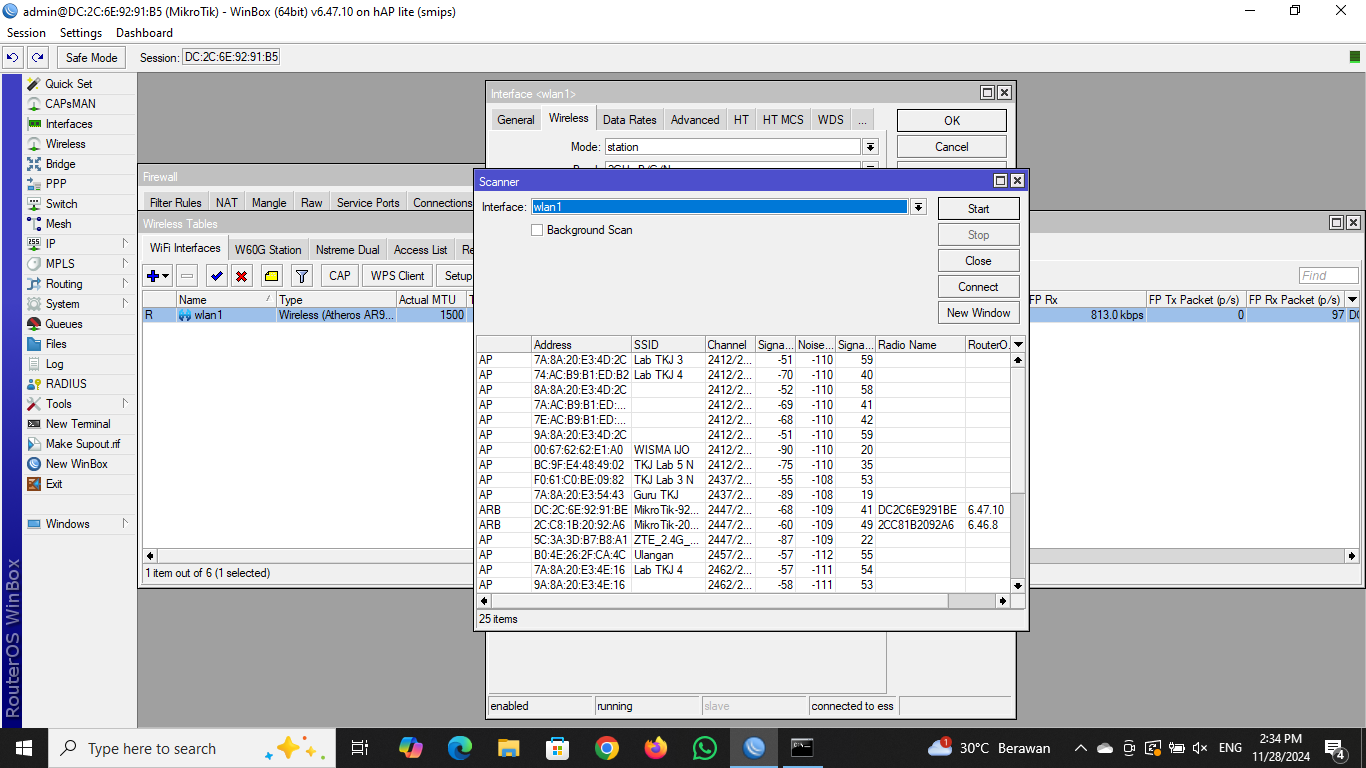 admin@DC:2C:6E:92:91:B5 (MikroTik) - WinBox (64bit) v6.47.10 on hAP lite (smips)
Session Settings Dashboard
Safe Mode Session: DC:2C:6E:92:91:B5
Quick Set
CAPsMAN
Interfaces
Wireless
Bridge
PPP
Switch
Mesh
IP
MPLS
Routing
System
Queues
Files
Log
RADIUS
Tools
New Terminal
Make Supout.rif
New WinBox
Exit
Windows
RouterOS WinBox
Interface <wlan1>
General Wireless Data Rates Advanced HT HT MCS WDS ...
OK
Cancel
Mode: station
Firewall
Filter Rules NAT Mangle Raw Service Ports Connections
Wireless Tables
WiFi Interfaces W60G Station Nstreme Dual Access List Re
CAP WPS Client Setup
Find
Name / Type Actual MTU T
FP Rx FP Tx Packet (p/s) FP Rx Packet (p/s)
R wlan1 Wireless (Atheros AR9... 1500
813.0 kbps 0 97 DC
1 item out of 6 (1 selected)
Scanner
Interface: wlan1
Background Scan
Start
Stop
Close
Connect
New Window
Address SSID Channel Signa... Noise... Signa... Radio Name RouterO...
AP 7A:8A:20:E3:4D:2C Lab TKJ 3 2412/2... -51 -110 59
AP 74:AC:B9:B1:ED:B2 Lab TKJ 4 2412/2... -70 -110 40
AP 8A:8A:20:E3:4D:2C 2412/2... -52 -110 58
AP 7A:AC:B9:B1:ED:... 2412/2... -69 -110 41
AP 7E:AC:B9:B1:ED:... 2412/2... -68 -110 42
AP 9A:8A:20:E3:4D:2C 2412/2... -51 -110 59
AP 00:67:62:62:E1:A0 WISMA IJO 2412/2... -90 -110 20
AP BC:9F:E4:48:49:02 TKJ Lab 5 N 2412/2... -75 -110 35
AP F0:61:C0:BE:09:82 TKJ Lab 3 N 2437/2... -55 -108 53
AP 7A:8A:20:E3:54:43 Guru TKJ 2437/2... -89 -108 19
ARB DC:2C:6E:92:91:BE MikroTik-92... 2447/2... -68 -109 41 DC2C6E9291BE 6.47.10
ARB 2C:C8:1B:20:92:A6 MikroTik-20... 2447/2... -60 -109 49 2CC81B2092A6 6.46.8
AP 5C:3A:3D:B7:B8:A1 ZTE_2.4G_... 2447/2... -87 -109 22
AP B0:4E:26:2F:CA:4C Ulangan 2457/2... -57 -112 55
AP 7A:8A:20:E3:4E:16 Lab TKJ 4 2462/2... -57 -111 54
AP 9A:8A:20:E3:4E:16 2462/2... -58 -111 53
25 items
enabled running slave connected to ess
Type here to search
30°C Berawan
1
ENG
2:34 PM
11/28/2024
4